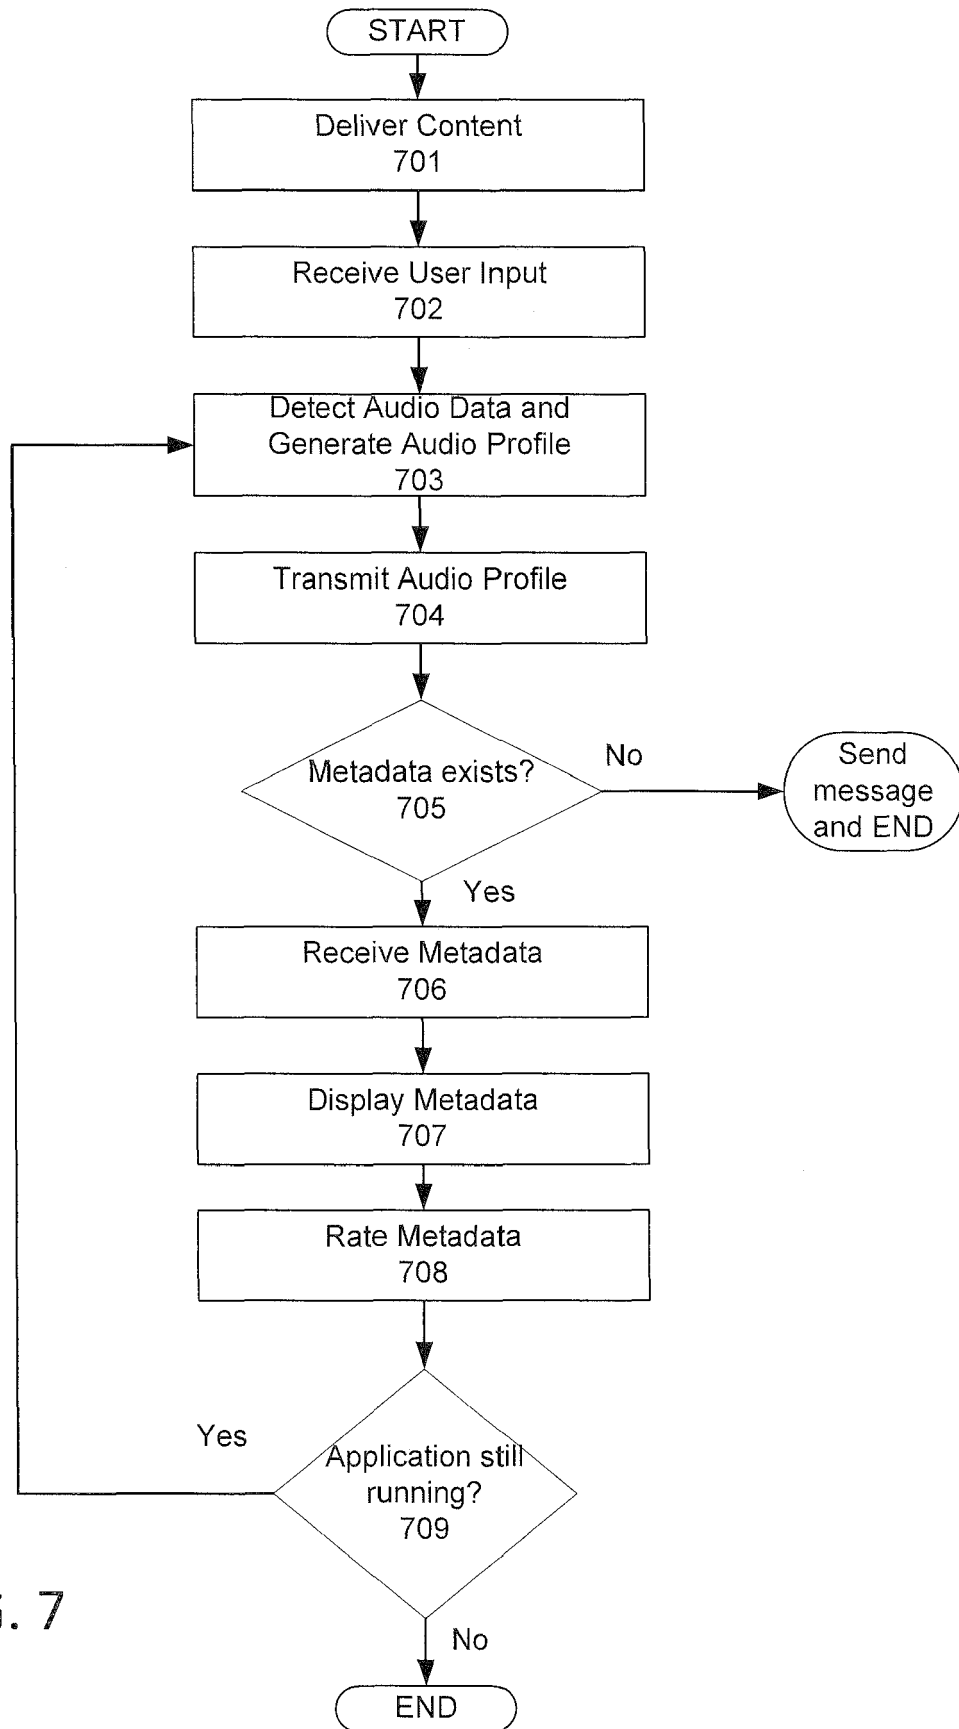 START
Deliver Content
701
Receive User Input
702
Detect Audio Data and
Generate Audio Profile
703
Transmit Audio Profile
704
Metadata exists?
705
No
Send
message
and END
Yes
Receive Metadata
706
Display Metadata
707
Rate Metadata
708
Yes
Application still
running?
709
. 7
No
END